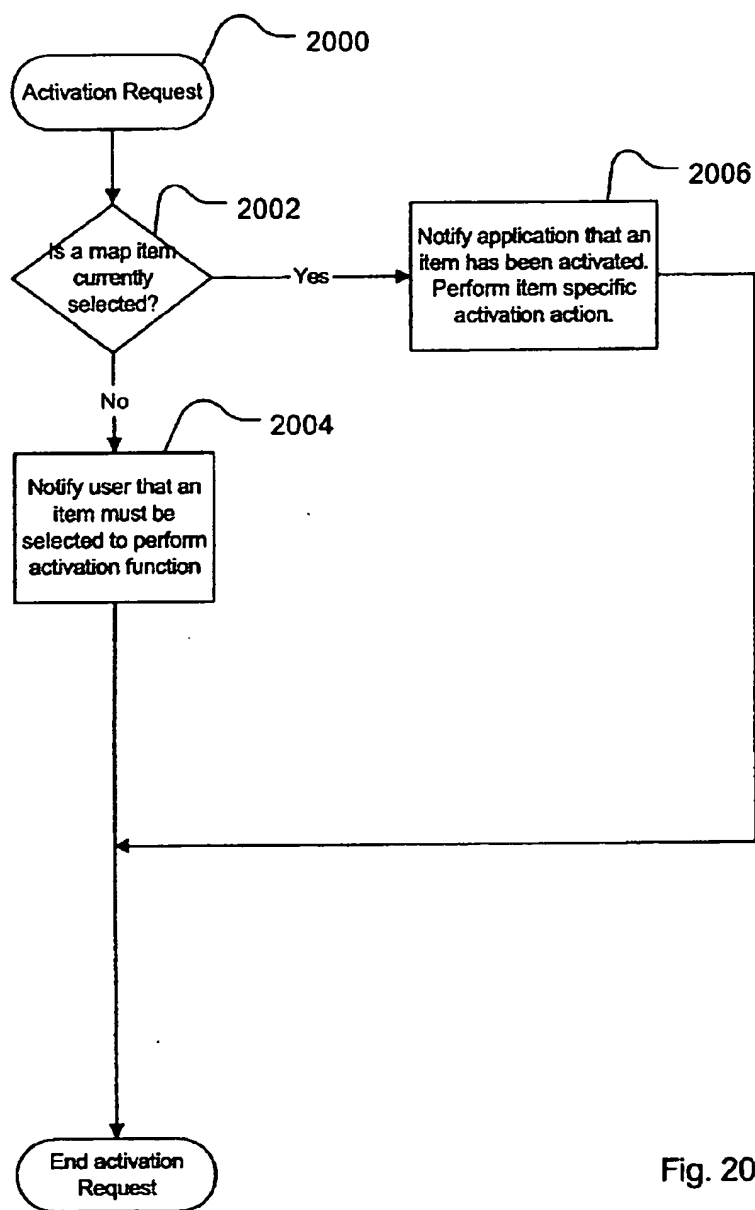 2000
Activation Request
2002
Is a map item
currently
selected?
Yes
2006
Notify application that an
item has been activated.
Perform item specific
activation action.
No
2004
Notify user that an
item must be
selected to perform
activation function
End activation
Request
Fig. 20